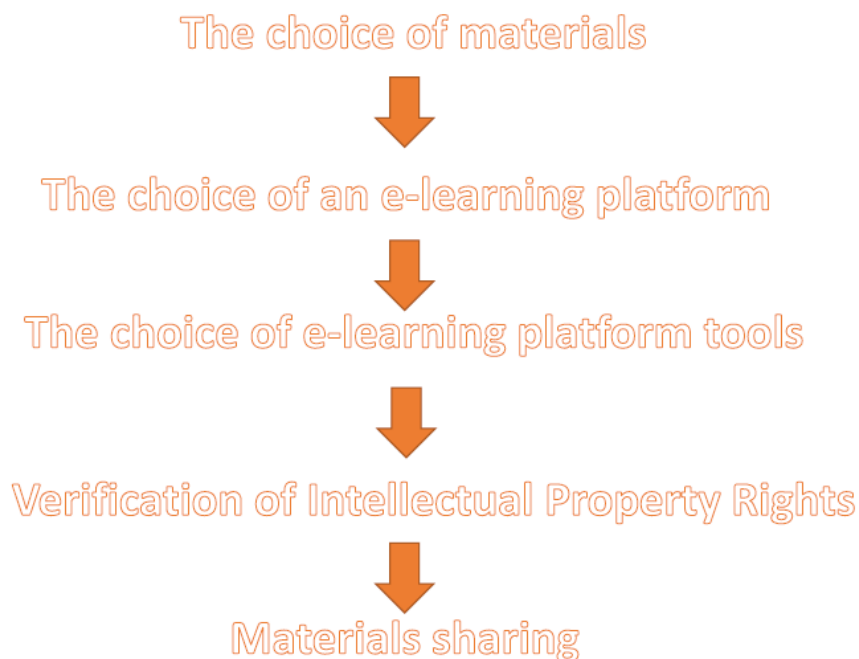 The choice of materials
The choice of an e-learning platform
The choice of e-learning platform tools
Verification of Intellectual Property Rights
Materials sharing